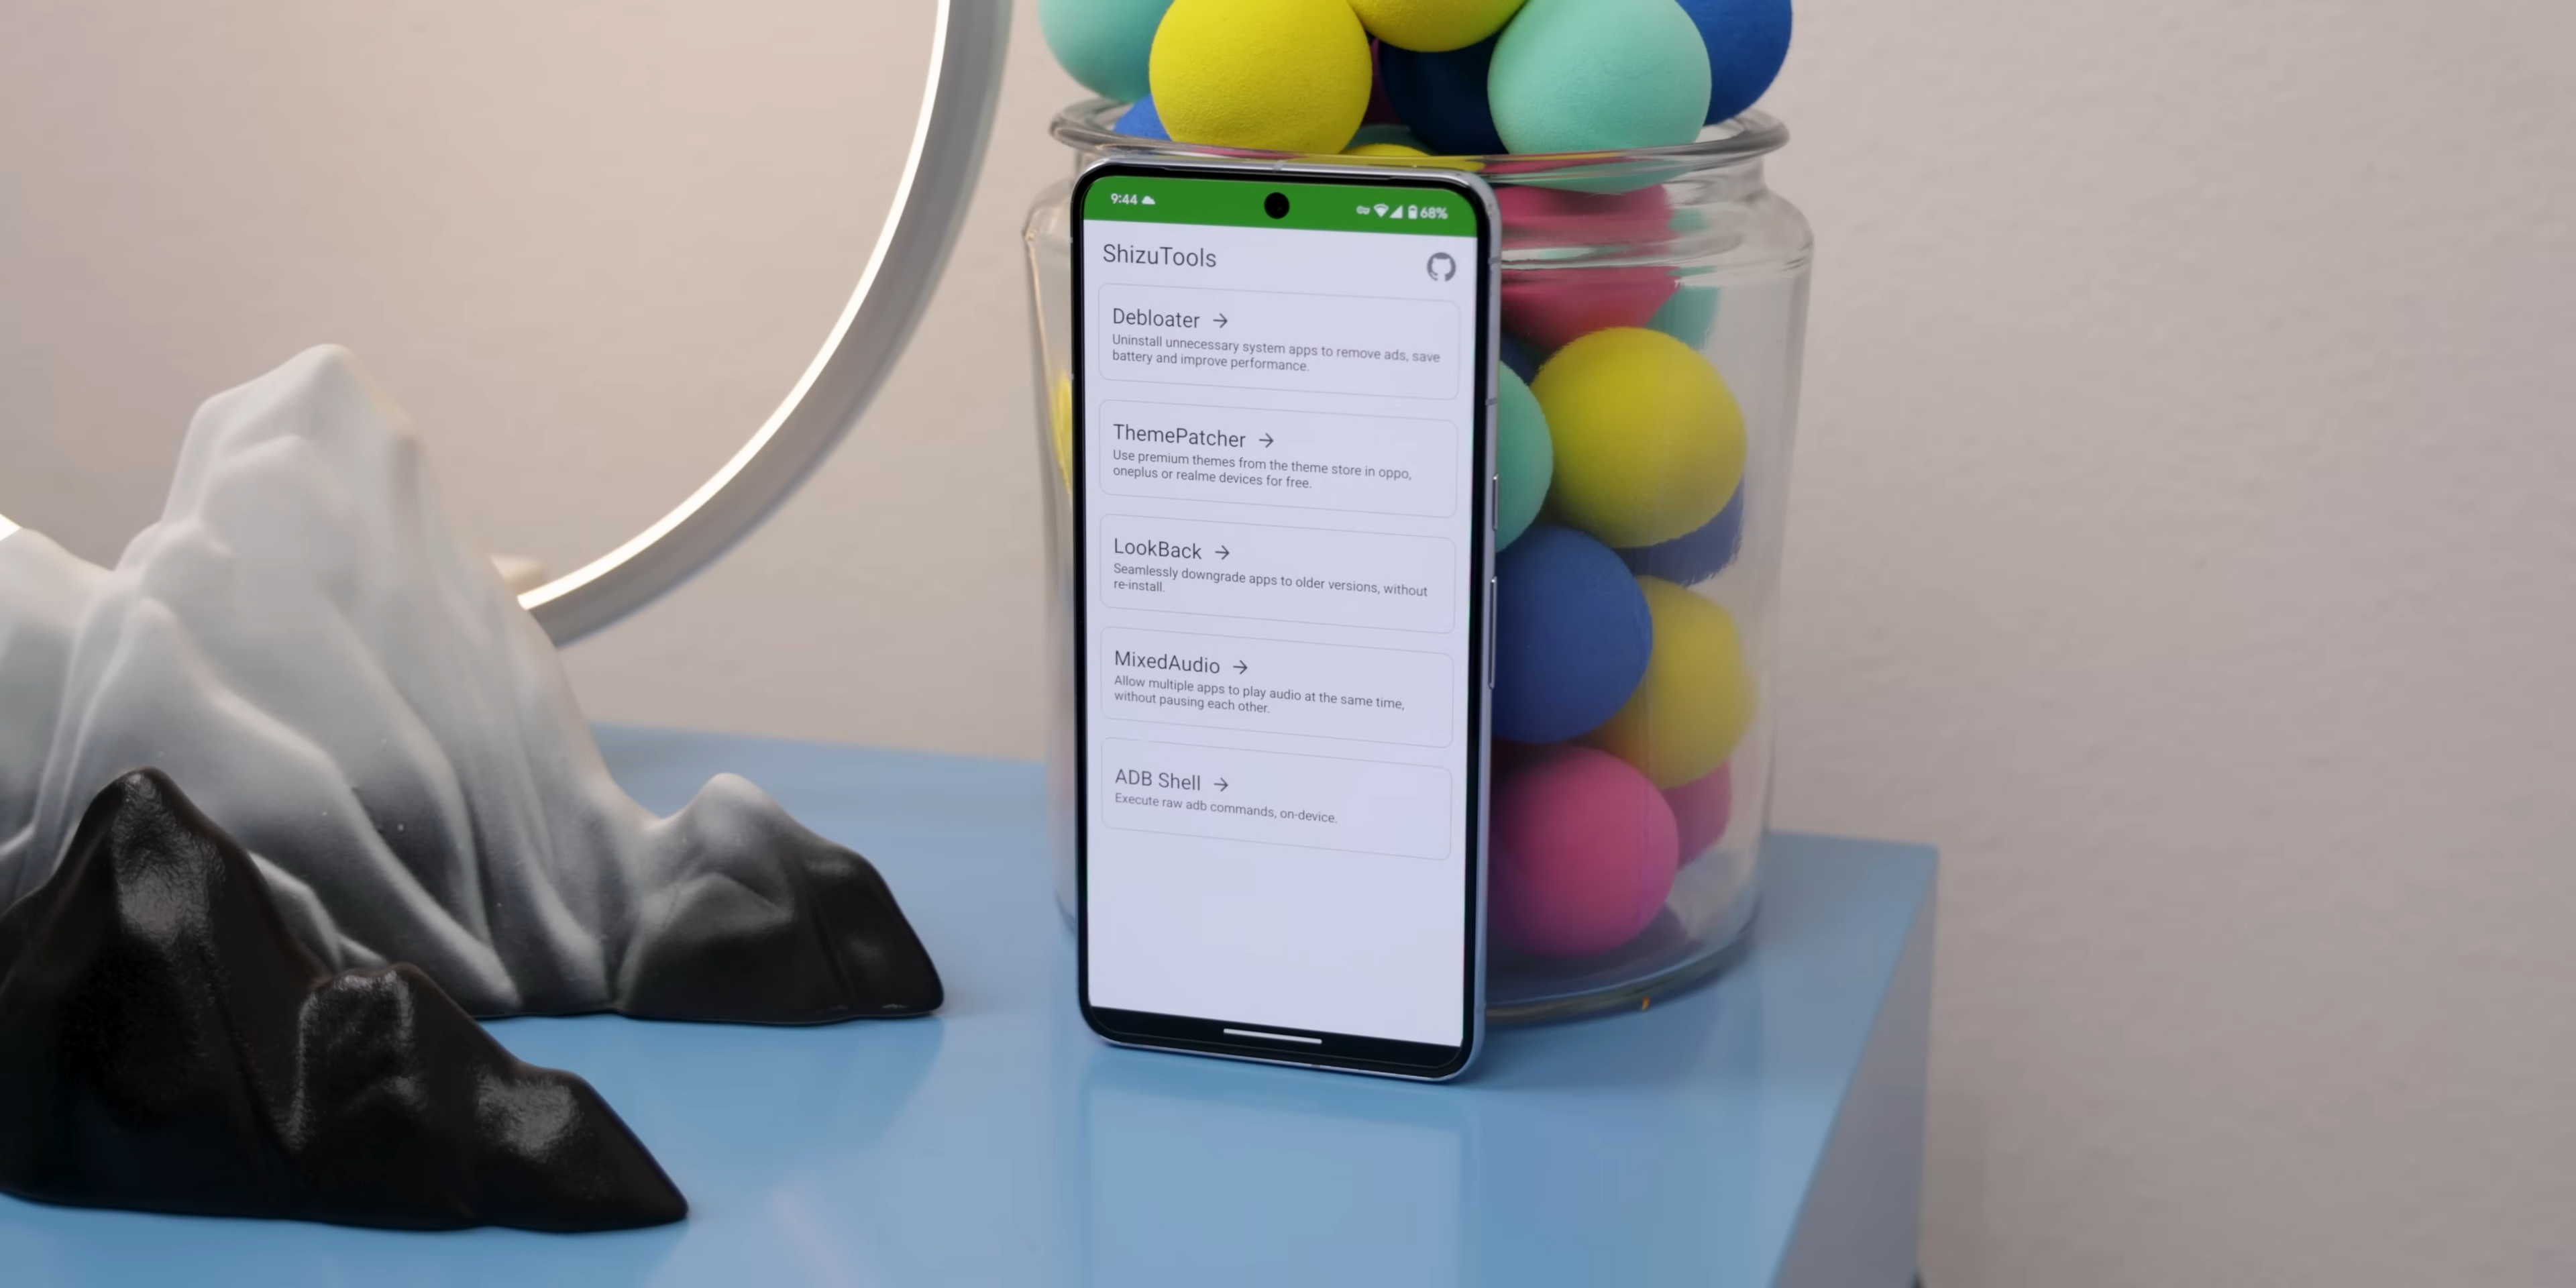 9:44
68%
ShizuTools
Debloater →
Uninstall unnecessary system apps to remove ads, save
battery and improve performance.
ThemePatcher →
Use premium themes from the theme store in oppo,
oneplus or realme devices for free.
LookBack →
Seamlessly downgrade apps to older versions, without
re-install.
MixedAudio →
Allow multiple apps to play audio at the same time,
without pausing each other.
ADB Shell →
Execute raw adb commands, on-device.